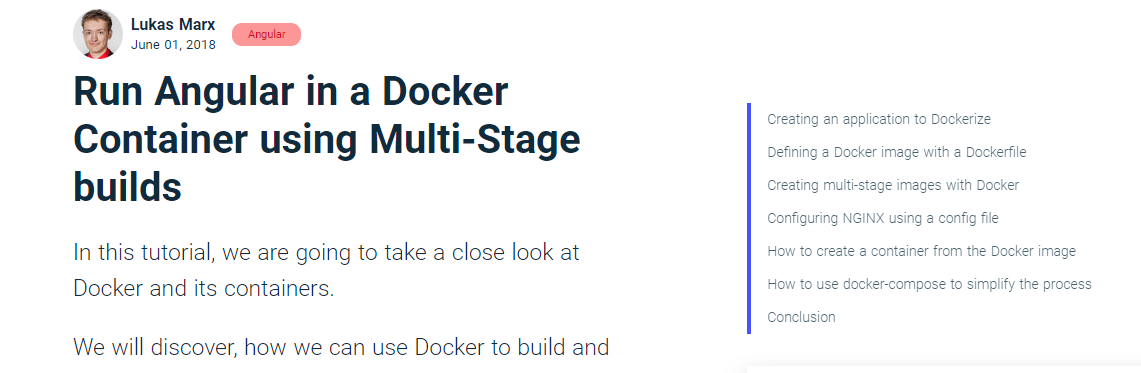 Lukas Marx
June 01, 2018
Angular
Run Angular in a Docker
Container using Multi-Stage
builds
In this tutorial, we are going to take a close look at
Docker and its containers.
We will discover, how we can use Docker to build and
Creating an application to Dockerize
Defining a Docker image with a Dockerfile
Creating multi-stage images with Docker
Configuring NGINX using a config file
How to create a container from the Docker image
How to use docker-compose to simplify the process
Conclusion